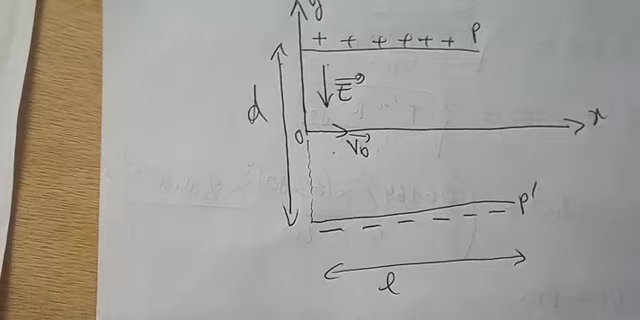 y
+ + + + + + P
E
d
O V0 x
P'
- - - - - -
l